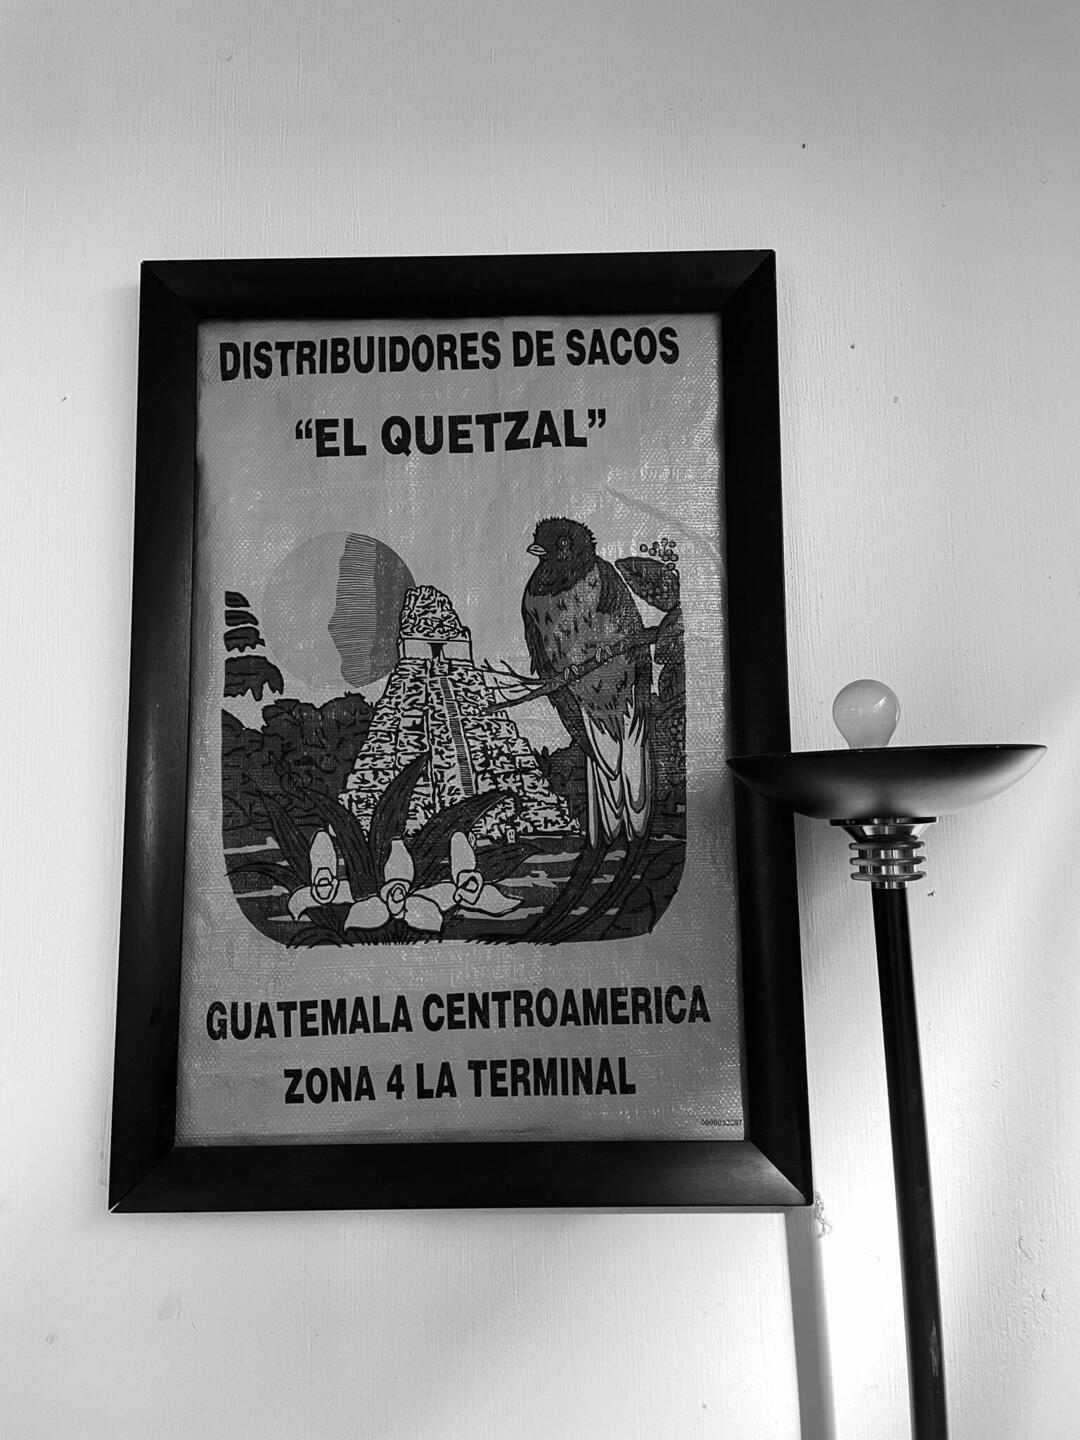 DISTRIBUIDORES DE SACOS
“EL QUETZAL”
GUATEMALA CENTROAMERICA
ZONA 4 LA TERMINAL